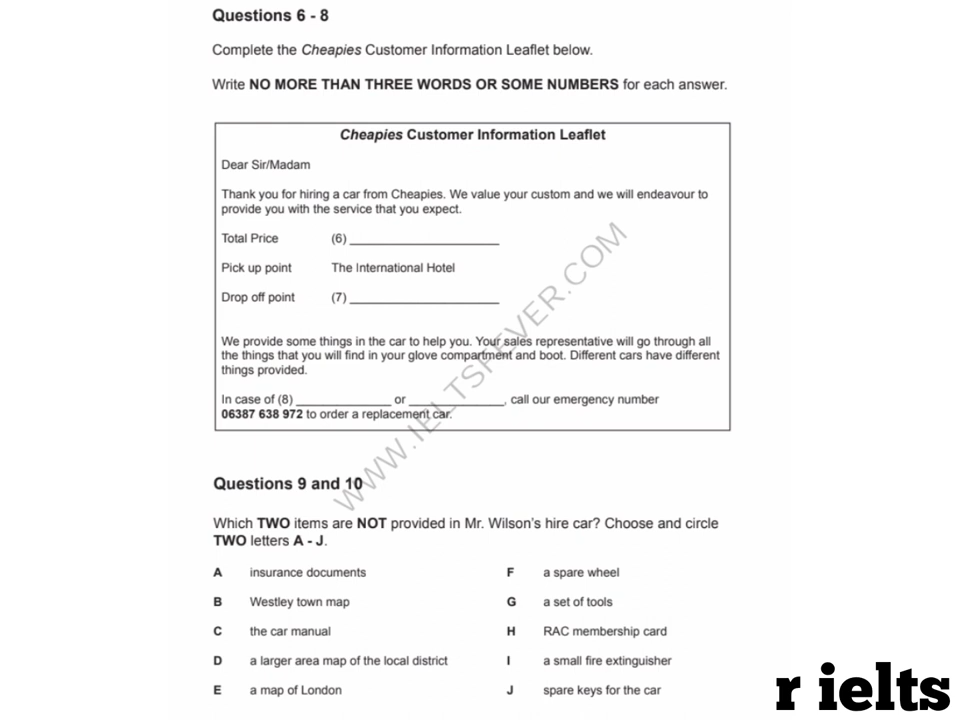 Questions 6 - 8
Complete the Cheapies Customer Information Leaflet below.
Write NO MORE THAN THREE WORDS OR SOME NUMBERS for each answer.
Cheapies Customer Information Leaflet
Dear Sir/Madam
Thank you for hiring a car from Cheapies. We value your custom and we will endeavour to
provide you with the service that you expect.
Total Price (6) ______________________
Pick up point The International Hotel
Drop off point (7) ______________________
We provide some things in the car to help you. Your sales representative will go through all
the things that you will find in your glove compartment and boot. Different cars have different
things provided.
In case of (8) ______________ or ______________, call our emergency number
06387 638 972 to order a replacement car.
WWW.IELTSFEVER.COM
Questions 9 and 10
Which TWO items are NOT provided in Mr. Wilson's hire car? Choose and circle
TWO letters A - J.
A insurance documents
B Westley town map
C the car manual
D a larger area map of the local district
E a map of London
F a spare wheel
G a set of tools
H RAC membership card
I a small fire extinguisher
J spare keys for the car
r ielts